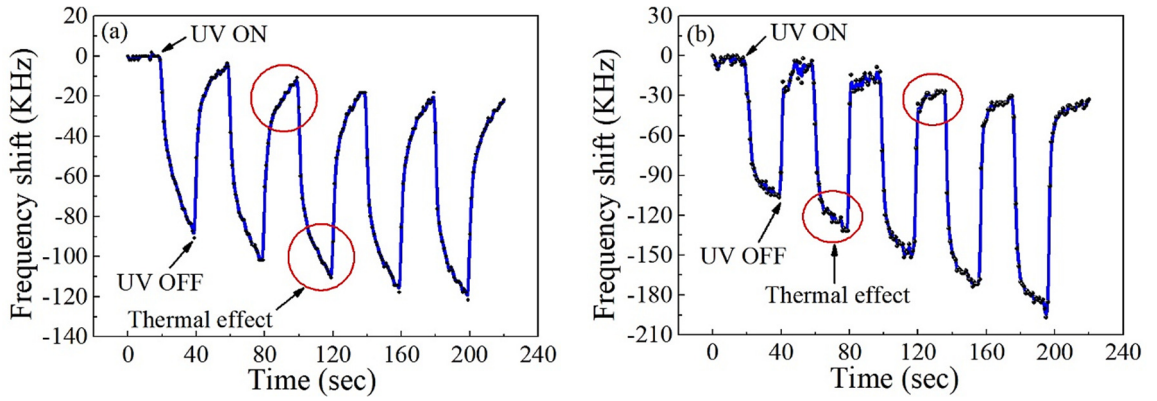 (a)
UV ON
UV OFF
Thermal effect
Frequency shift (KHz)
20
0
-20
-40
-60
-80
-100
-120
-140
0 40 80 120 160 200 240
Time (sec)
(b)
UV ON
UV OFF
Thermal effect
Frequency shift (KHz)
30
0
-30
-60
-90
-120
-150
-180
-210
0 40 80 120 160 200 240
Time (sec)